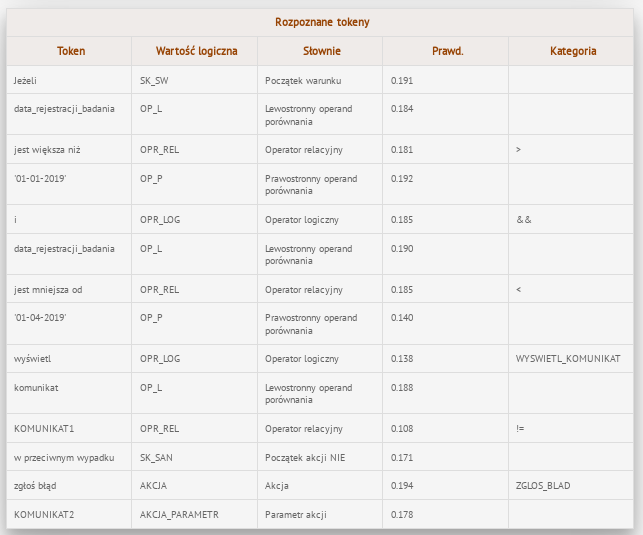 Rozpoznane tokeny
Token Wartość logiczna Słownie Prawd. Kategoria
Jeżeli SK_SW Początek warunku 0.191
data_rejestracji_badania OP_L Lewostronny operand porównania 0.184
jest większa niż OPR_REL Operator relacyjny 0.181 >
'01-01-2019' OP_P Prawostronny operand porównania 0.192
i OPR_LOG Operator logiczny 0.185 &&
data_rejestracji_badania OP_L Lewostronny operand porównania 0.190
jest mniejsza od OPR_REL Operator relacyjny 0.185 <
'01-04-2019' OP_P Prawostronny operand porównania 0.140
wyświetl OPR_LOG Operator logiczny 0.138 WYSWIETL_KOMUNIKAT
komunikat OP_L Lewostronny operand porównania 0.188
KOMUNIKAT1 OPR_REL Operator relacyjny 0.108 !=
w przeciwnym wypadku SK_SAN Początek akcji NIE 0.171
zgłoś błąd AKCJA Akcja 0.194 ZGLOS_BLAD
KOMUNIKAT2 AKCJA_PARAMETR Parametr akcji 0.178